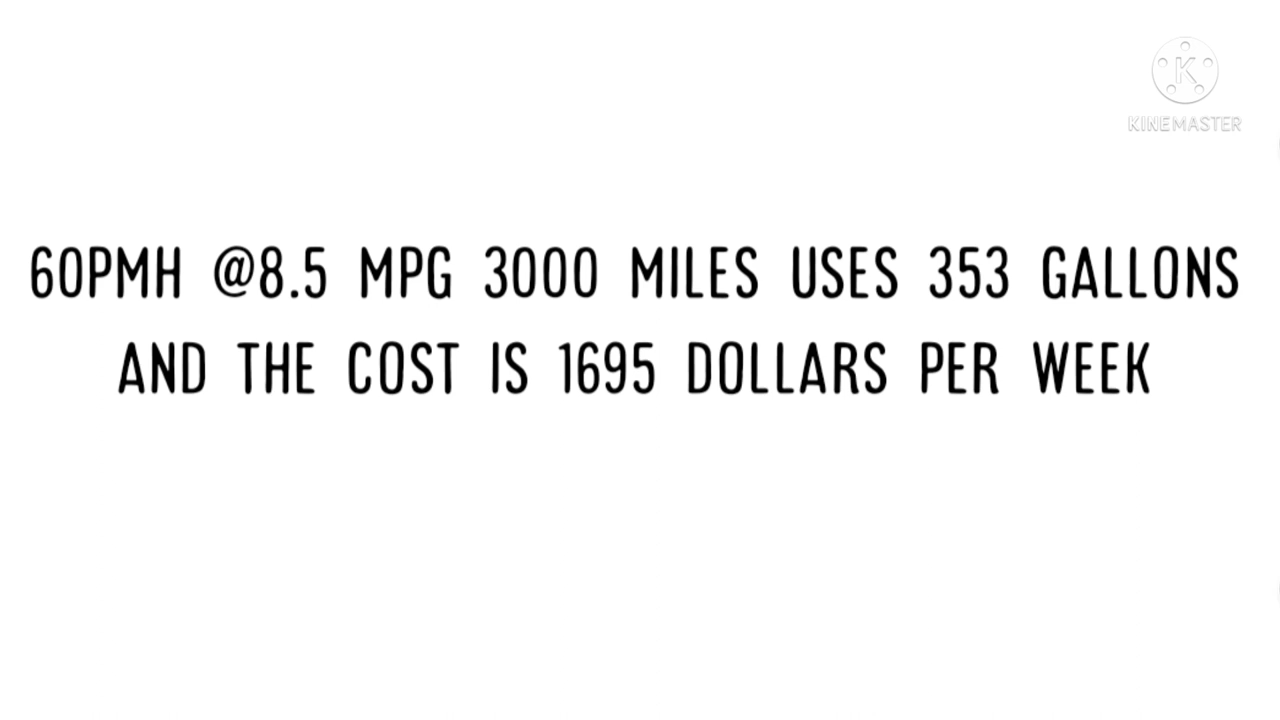 KINEMASTER
60PMH @8.5 MPG 3000 MILES USES 353 GALLONS
AND THE COST IS 1695 DOLLARS PER WEEK